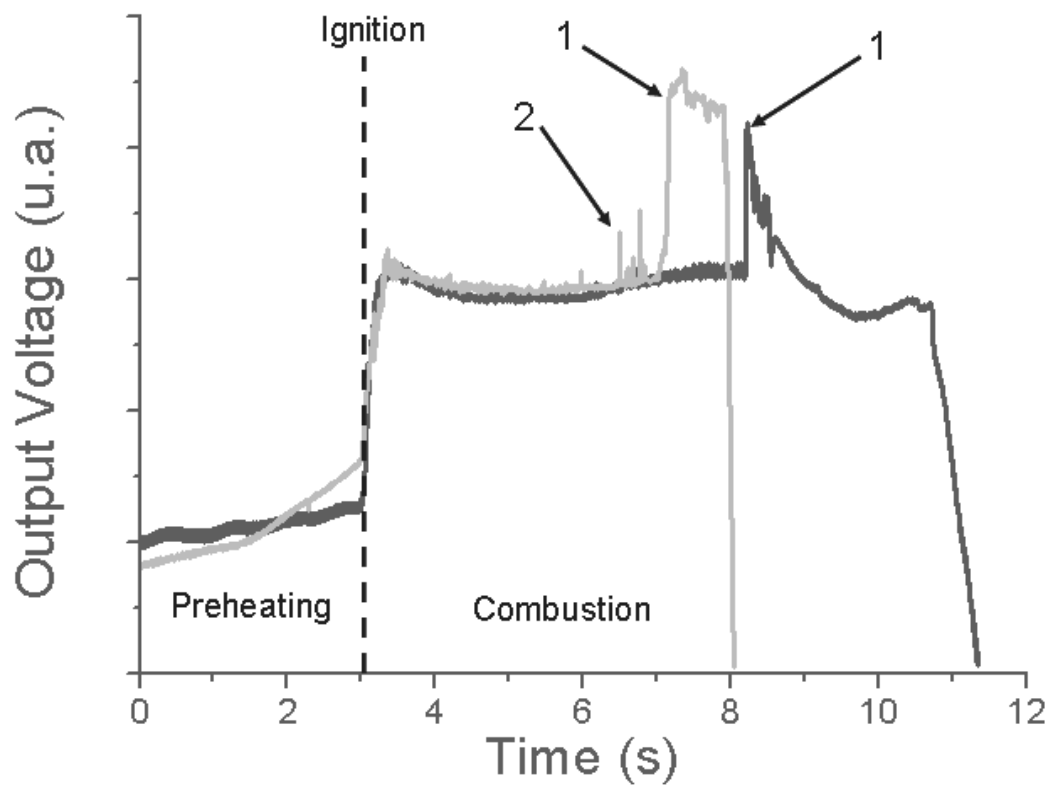 Ignition
1
1
2
Output Voltage (u.a.)
Preheating
Combustion
0 2 4 6 8 10 12
Time (s)